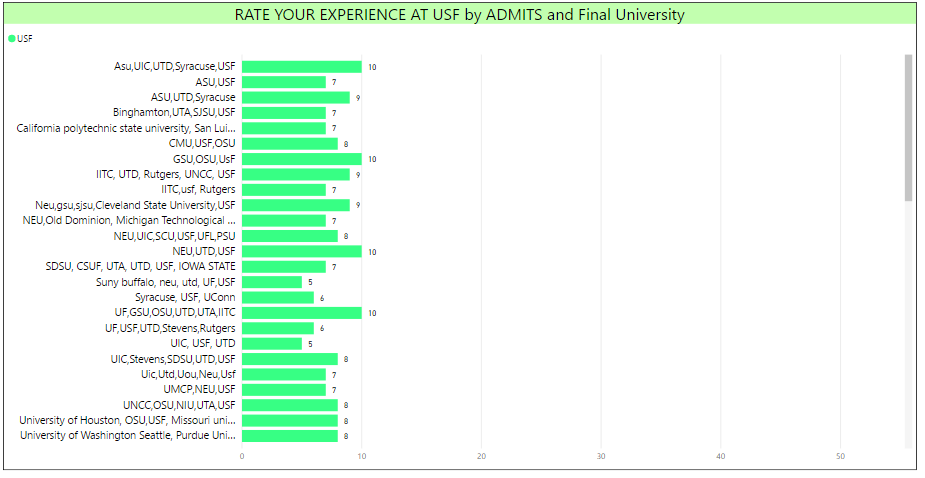 RATE YOUR EXPERIENCE AT USF by ADMITS and Final University
USF
Asu,UIC,UTD,Syracuse,USF 10
ASU,USF 7
ASU,UTD,Syracuse 9
Binghamton,UTA,SJSU,USF 7
California polytechnic state university, San Lui... 7
CMU,USF,OSU 8
GSU,OSU,UsF 10
IITC, UTD, Rutgers, UNCC, USF 9
IITC,usf, Rutgers 7
Neu,gsu,sjsu,Cleveland State University,USF 9
NEU,Old Dominion, Michigan Technological ... 7
NEU,UIC,SCU,USF,UFL,PSU 8
NEU,UTD,USF 10
SDSU, CSUF, UTA, UTD, USF, IOWA STATE 7
Suny buffalo, neu, utd, UF,USF 5
Syracuse, USF, UConn 6
UF,GSU,OSU,UTD,UTA,IITC 10
UF,USF,UTD,Stevens,Rutgers 6
UIC, USF, UTD 5
UIC,Stevens,SDSU,UTD,USF 8
Uic,Utd,Uou,Neu,Usf 7
UMCP,NEU,USF 7
UNCC,OSU,NIU,UTA,USF 8
University of Houston, OSU,USF, Missouri uni... 8
University of Washington Seattle, Purdue Uni... 8
0 10 20 30 40 50